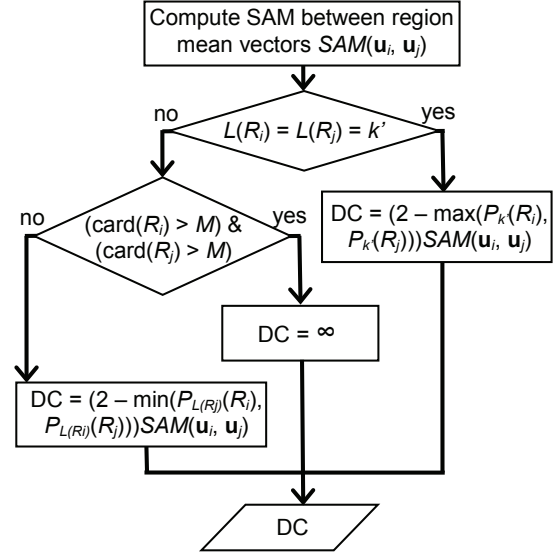 Compute SAM between region
mean vectors SAM(uᵢ, uⱼ)
no
yes
L(Rᵢ) = L(Rⱼ) = k’
no
(card(Rᵢ) > M) &
(card(Rⱼ) > M)
yes
DC = (2 – max(Pₖ’(Rᵢ),
Pₖ’(Rⱼ)))SAM(uᵢ, uⱼ)
DC = ∞
DC = (2 – min(P_L(Rj)(Rᵢ),
P_L(Ri)(Rⱼ)))SAM(uᵢ, uⱼ)
DC